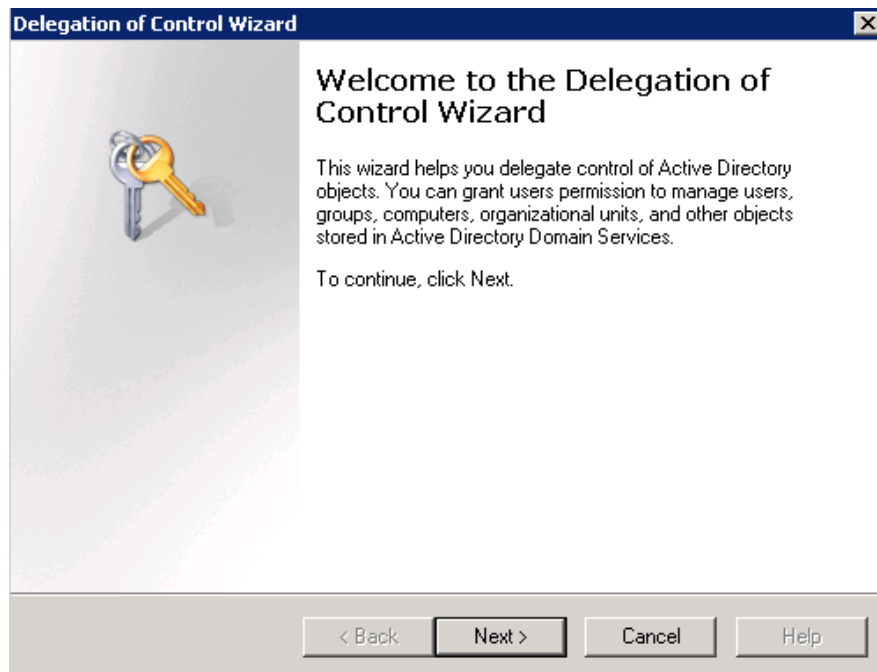 Delegation of Control Wizard
Welcome to the Delegation of
Control Wizard
This wizard helps you delegate control of Active Directory
objects. You can grant users permission to manage users,
groups, computers, organizational units, and other objects
stored in Active Directory Domain Services.
To continue, click Next.
< Back
Next >
Cancel
Help